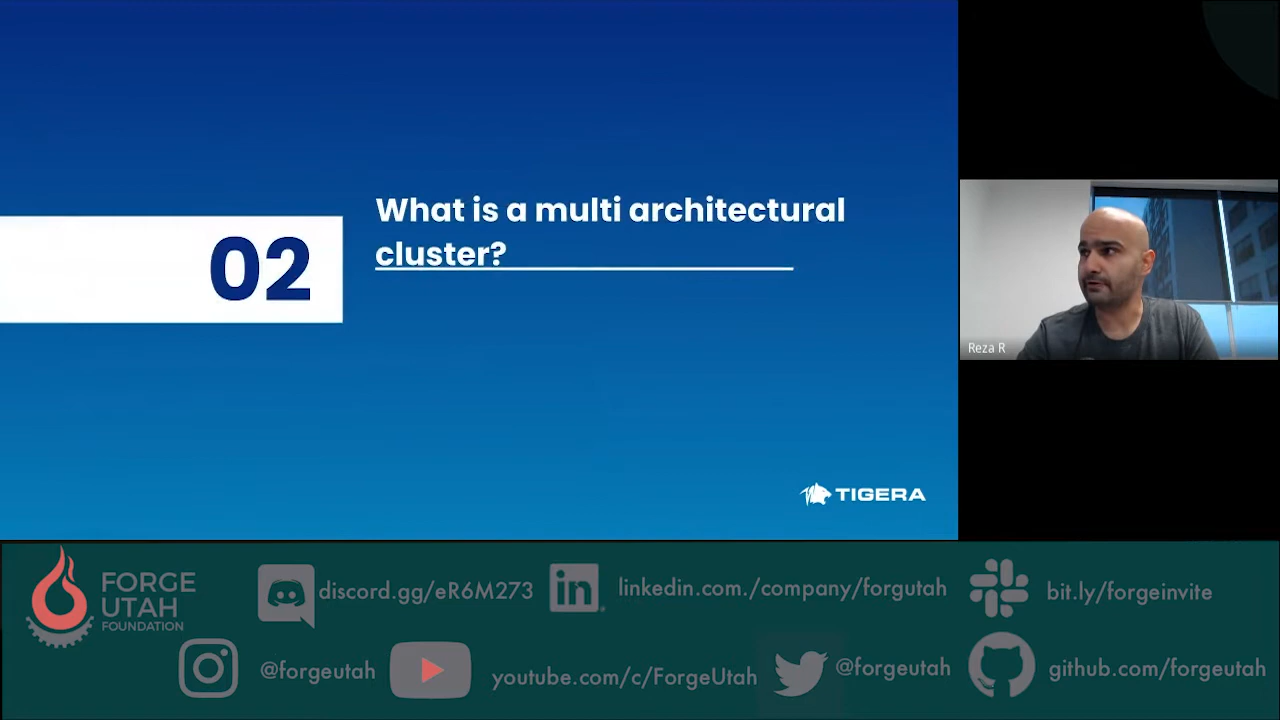 02
What is a multi architectural
cluster?
TIGERA
Reza R
FORGE
UTAH
FOUNDATION
discord.gg/eR6M273
linkedin.com./company/forgutah
bit.ly/forgeinvite
@forgeutah
youtube.com/c/ForgeUtah
@forgeutah
github.com/forgeutah